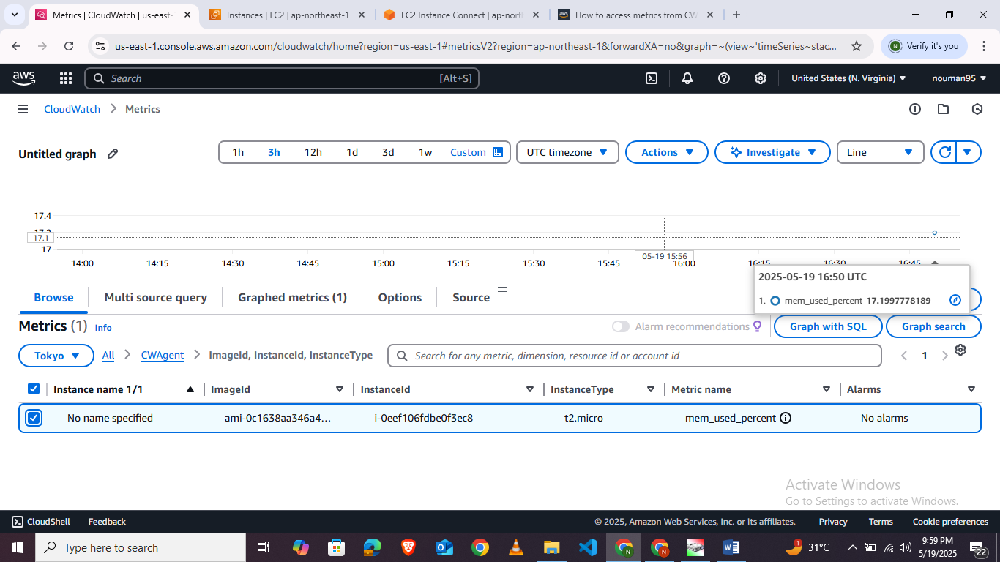 Metrics | CloudWatch | us-east-
Instances | EC2 | ap-northeast-1
EC2 Instance Connect | ap-nort
How to access metrics from CW
us-east-1.console.aws.amazon.com/cloudwatch/home?region=us-east-1#metricsV2?region=ap-northeast-1&forwardXA=no&graph=~(view~'timeSeries~stac...
N Verify it's you
aws Search [Alt+S] United States (N. Virginia) nouman95
CloudWatch Metrics
Untitled graph 1h 3h 12h 1d 3d 1w Custom UTC timezone Actions Investigate Line
17.4
17.1
17
05-19 15:56
14:00 14:15 14:30 14:45 15:00 15:15 15:30 15:45 16:00 16:15 16:30 16:45
2025-05-19 16:50 UTC
1. mem_used_percent 17.1997778189
Browse Multi source query Graphed metrics (1) Options Source
Metrics (1) Info Alarm recommendations Graph with SQL Graph search
Tokyo All CWAgent ImageId, InstanceId, InstanceType Search for any metric, dimension, resource id or account id 1
Instance name 1/1 ImageId InstanceId InstanceType Metric name Alarms
No name specified ami-0c1638aa346a4... i-0eef106fdbe0f3ec8 t2.micro mem_used_percent No alarms
Activate Windows
Go to Settings to activate Windows.
CloudShell Feedback © 2025, Amazon Web Services, Inc. or its affiliates. Privacy Terms Cookie preferences
Type here to search 31°C 9:59 PM
5/19/2025
22